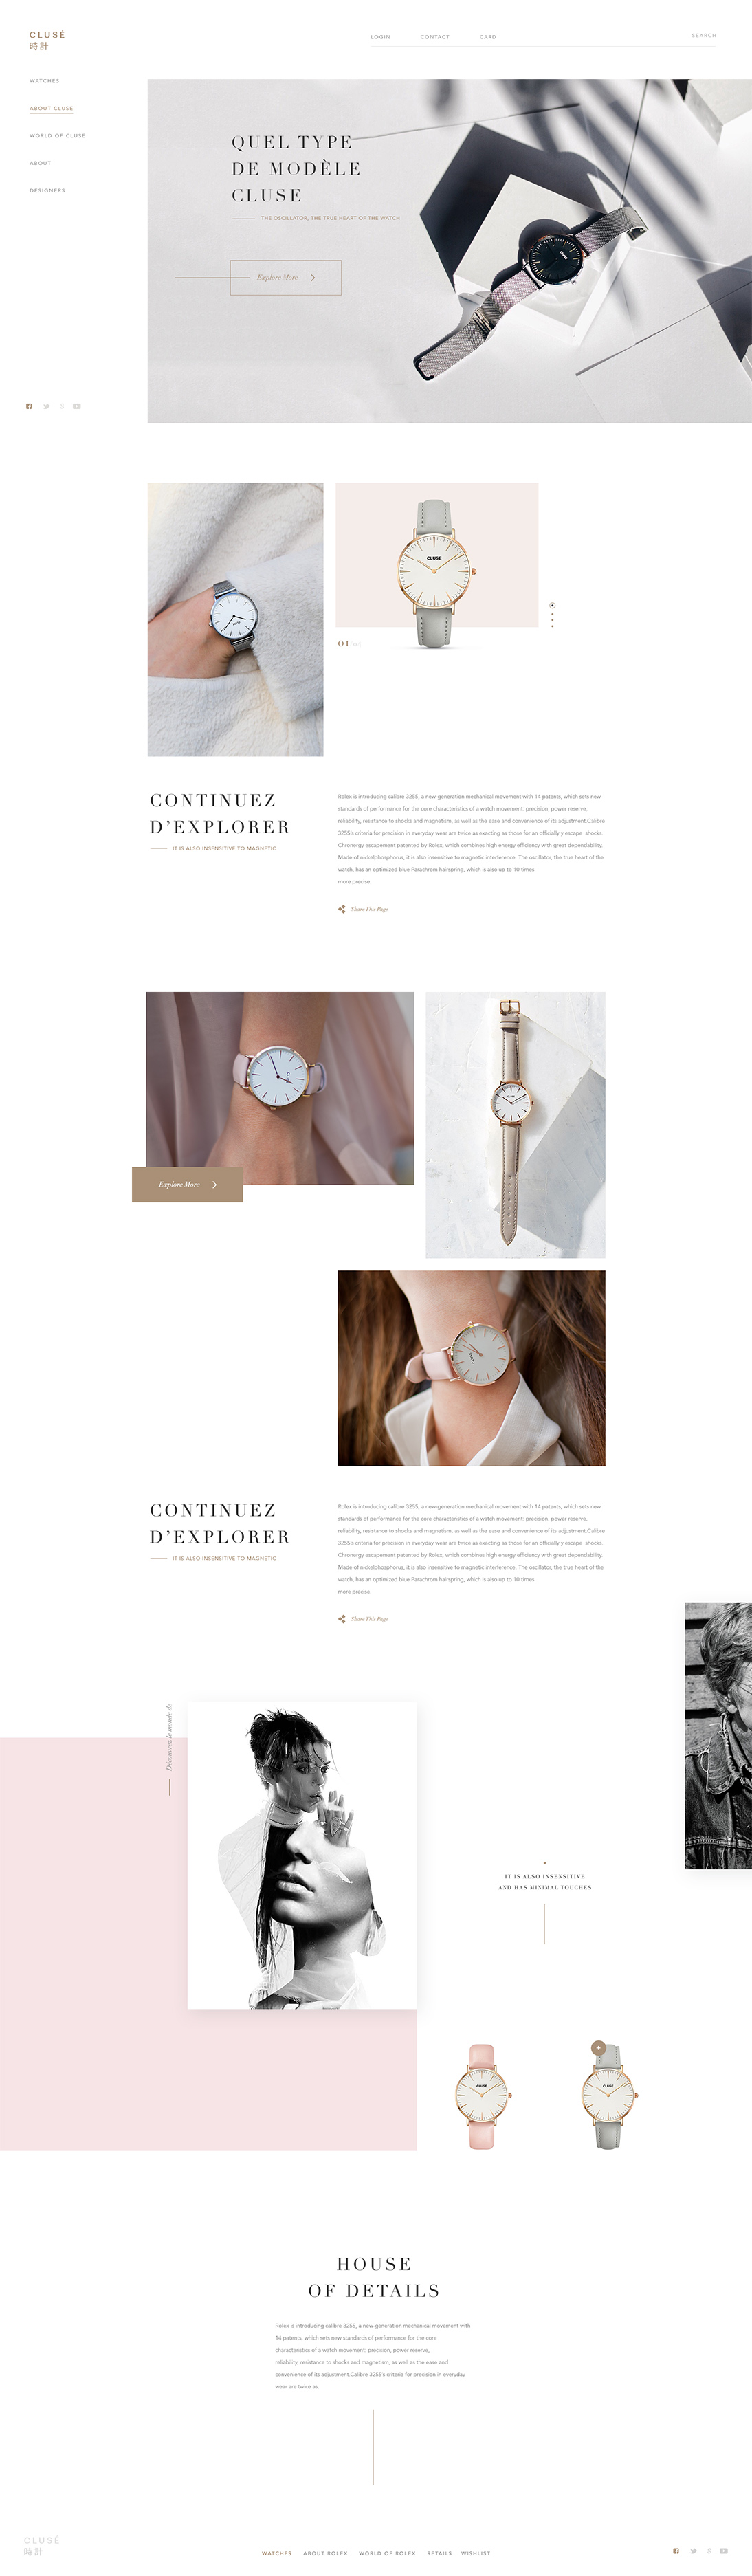 CLUSÉ
時計
LOGIN
CONTACT
CARD
SEARCH
WATCHES
ABOUT CLUSE
WORLD OF CLUSE
ABOUT
DESIGNERS
QUEL TYPE
DE MODÈLE
CLUSE
THE OSCILLATOR, THE TRUE HEART OF THE WATCH
Explore More
CLUSE
CLUSE
01
CONTINUEZ
D'EXPLORER
IT IS ALSO INSENSITIVE TO MAGNETIC
Rolex is introducing calibre 3255, a new-generation mechanical movement with 14 patents, which sets new
standards of performance for the core characteristics of a watch movement: precision, power reserve,
reliability, resistance to shocks and magnetism, as well as the ease and convenience of its adjustment.Calibre
3255's criteria for precision in everyday wear are twice as exacting as those for an officially y escape shocks.
Chronergy escapement patented by Rolex, which combines high energy efficiency with great dependability.
Made of nickelphosphorus, it is also insensitive to magnetic interference. The oscillator, the true heart of the
watch, has an optimized blue Parachrom hairspring, which is also up to 10 times
more precise.
Share This Page
Explore More
CLUSE
CLUSE
CONTINUEZ
D'EXPLORER
IT IS ALSO INSENSITIVE TO MAGNETIC
Rolex is introducing calibre 3255, a new-generation mechanical movement with 14 patents, which sets new
standards of performance for the core characteristics of a watch movement: precision, power reserve,
reliability, resistance to shocks and magnetism, as well as the ease and convenience of its adjustment.Calibre
3255's criteria for precision in everyday wear are twice as exacting as those for an officially y escape shocks.
Chronergy escapement patented by Rolex, which combines high energy efficiency with great dependability.
Made of nickelphosphorus, it is also insensitive to magnetic interference. The oscillator, the true heart of the
watch, has an optimized blue Parachrom hairspring, which is also up to 10 times
more precise.
Share This Page
Découvrez le monde de
IT IS ALSO INSENSITIVE
AND HAS MINIMAL TOUCHES
CLUSE
CLUSE
HOUSE
OF DETAILS
Rolex is introducing calibre 3255, a new-generation mechanical movement with
14 patents, which sets new standards of performance for the core
characteristics of a watch movement: precision, power reserve,
reliability, resistance to shocks and magnetism, as well as the ease and
convenience of its adjustment.Calibre 3255's criteria for precision in everyday
wear are twice as.
CLUSÉ
時計
WATCHES
ABOUT ROLEX
WORLD OF ROLEX
RETAILS
WISHLIST